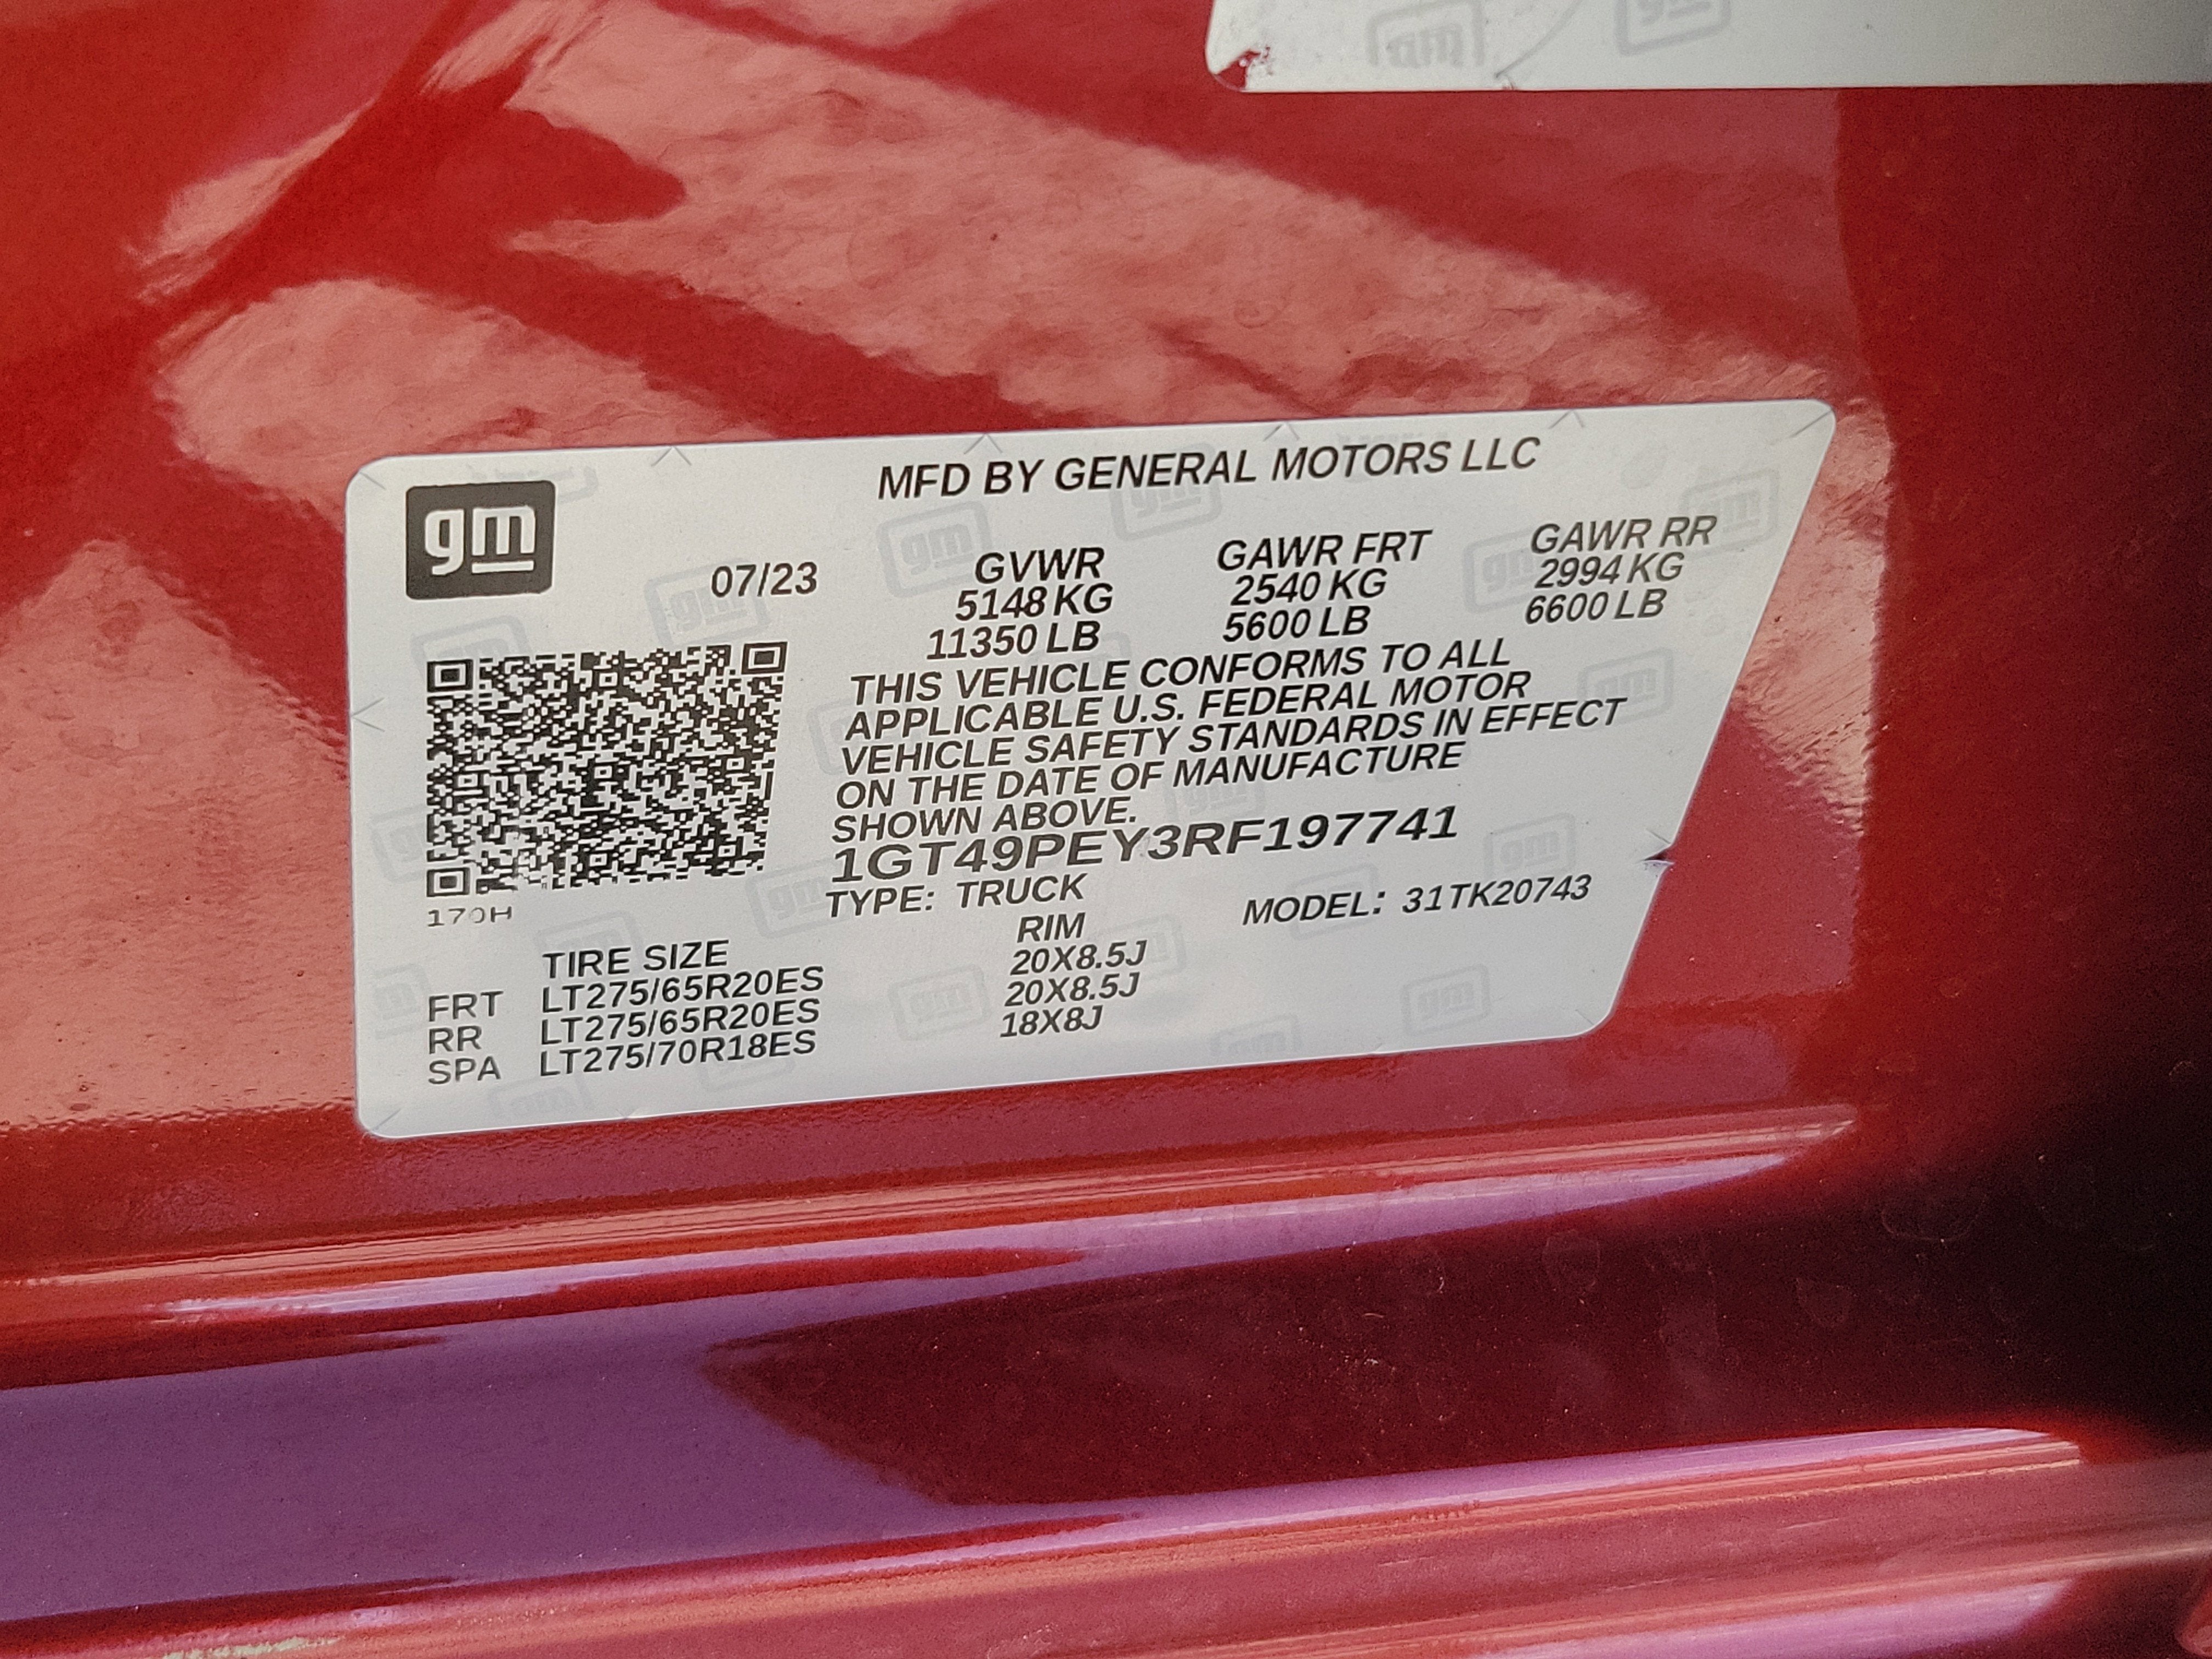 MFD BY GENERAL MOTORS LLC
gm
07/23 GVWR GAWR FRT GAWR RR
5148 KG 2540 KG 2994 KG
11350 LB 5600 LB 6600 LB
THIS VEHICLE CONFORMS TO ALL
APPLICABLE U.S. FEDERAL MOTOR
VEHICLE SAFETY STANDARDS IN EFFECT
ON THE DATE OF MANUFACTURE
SHOWN ABOVE.
1GT49PEY3RF197741
TYPE: TRUCK MODEL: 31TK20743
170H
TIRE SIZE RIM
FRT LT275/65R20ES 20X8.5J
RR LT275/65R20ES 20X8.5J
SPA LT275/70R18ES 18X8J